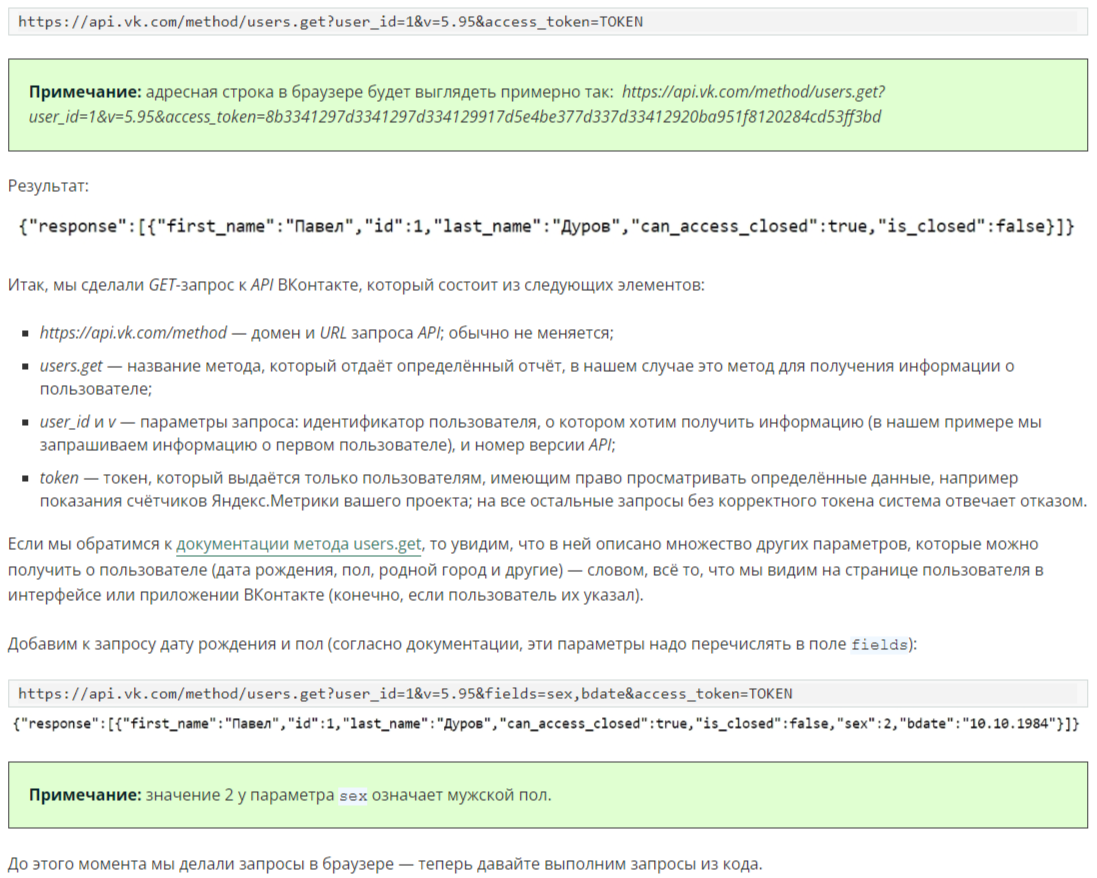 https://api.vk.com/method/users.get?user_id=1&v=5.95&access_token=TOKEN
Примечание: адресная строка в браузере будет выглядеть примерно так: https://api.vk.com/method/users.get?
user_id=1&v=5.95&access_token=8b3341297d3341297d334129917d5e4be377d337d33412920ba951f8120284cd53ff3bd
Результат:
{"response":[{"first_name":"Павел","id":1,"last_name":"Дуров","can_access_closed":true,"is_closed":false}]}
Итак, мы сделали GET-запрос к API ВКонтакте, который состоит из следующих элементов:
▪ https://api.vk.com/method — домен и URL запроса API; обычно не меняется;
▪ users.get — название метода, который отдаёт определённый отчёт, в нашем случае это метод для получения информации о
пользователе;
▪ user_id и v — параметры запроса: идентификатор пользователя, о котором хотим получить информацию (в нашем примере мы
запрашиваем информацию о первом пользователе), и номер версии API;
▪ token — токен, который выдаётся только пользователям, имеющим право просматривать определённые данные, например
показания счётчиков Яндекс.Метрики вашего проекта; на все остальные запросы без корректного токена система отвечает отказом.
Если мы обратимся к документации метода users.get, то увидим, что в ней описано множество других параметров, которые можно
получить о пользователе (дата рождения, пол, родной город и другие) — словом, всё то, что мы видим на странице пользователя в
интерфейсе или приложении ВКонтакте (конечно, если пользователь их указал).
Добавим к запросу дату рождения и пол (согласно документации, эти параметры надо перечислять в поле fields):
https://api.vk.com/method/users.get?user_id=1&v=5.95&fields=sex,bdate&access_token=TOKEN
{"response":[{"first_name":"Павел","id":1,"last_name":"Дуров","can_access_closed":true,"is_closed":false,"sex":2,"bdate":"10.10.1984"}]}
Примечание: значение 2 у параметра sex означает мужской пол.
До этого момента мы делали запросы в браузере — теперь давайте выполним запросы из кода.